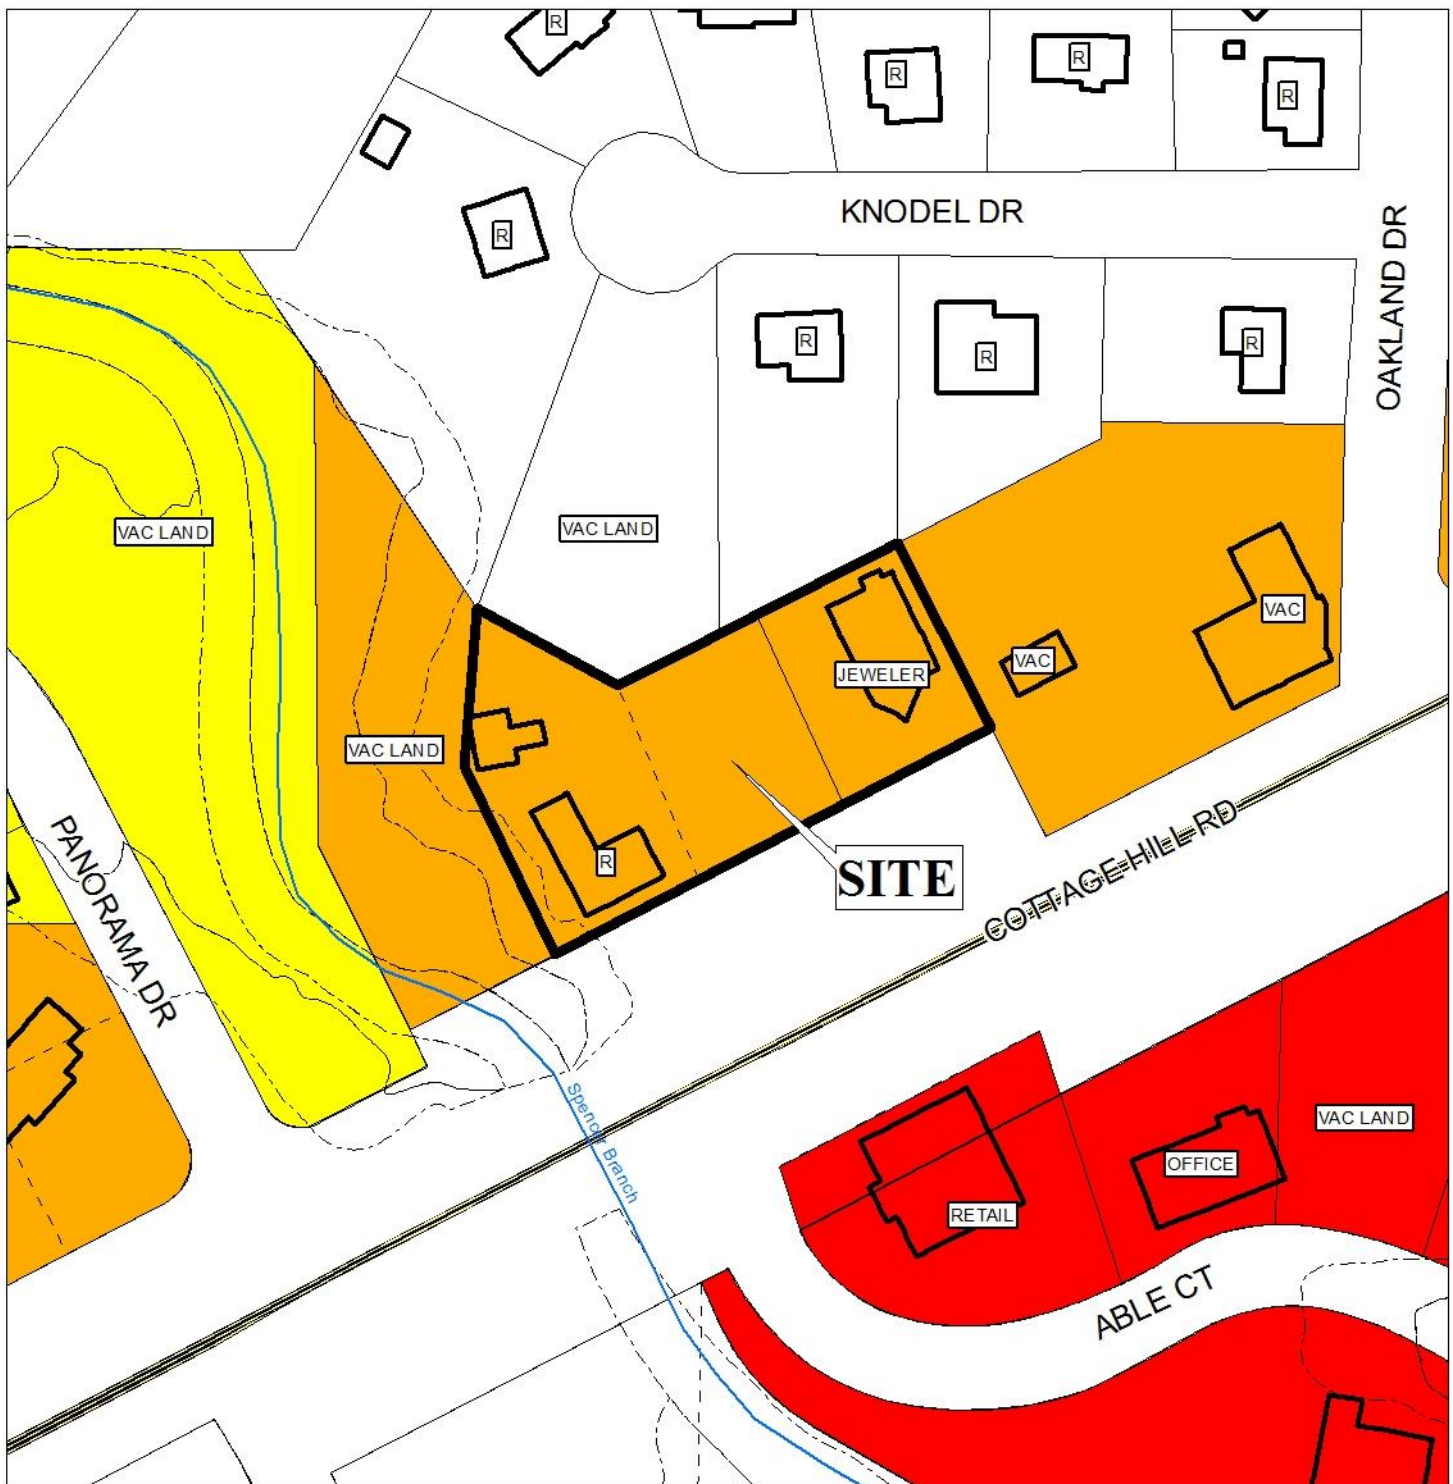 R
R
R
R
KNODEL DR
OAKLAND DR
R
R
R
R
VAC LAND
VAC LAND
VAC
VAC
JEWELER
VAC LAND
R
SITE
PANORAMA DR
COTTAGE HILL RD
Spencer Branch
VAC LAND
OFFICE
RETAIL
ABLE CT